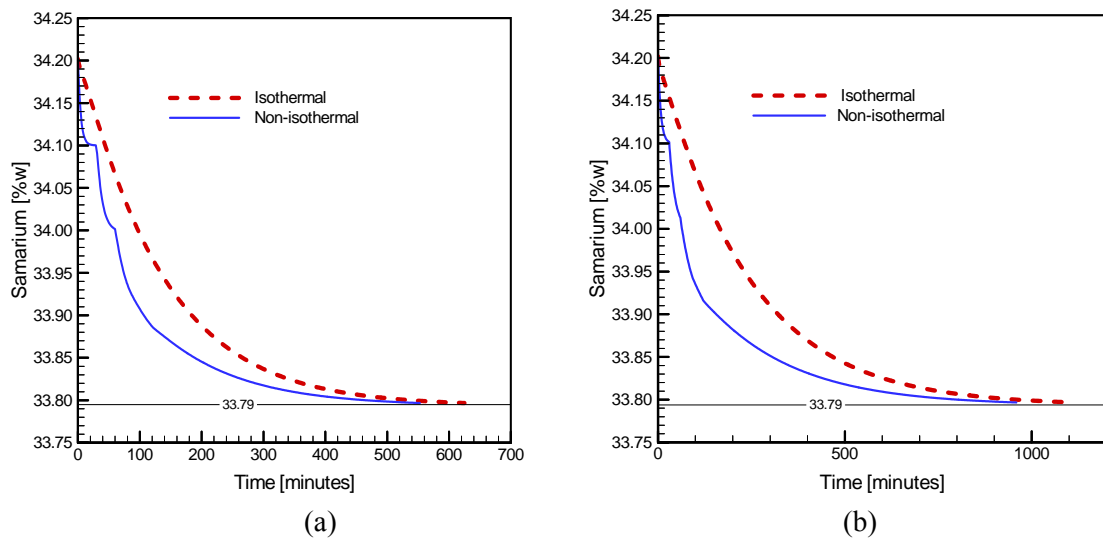 34.25
34.20
34.15
34.10
34.05
34.00
33.95
33.90
33.85
33.80
33.75
Samarium [%w]
Isothermal
Non-isothermal
33.79
0 100 200 300 400 500 600 700
Time [minutes]
(a)
34.25
34.20
34.15
34.10
34.05
34.00
33.95
33.90
33.85
33.80
33.75
Samarium [%w]
Isothermal
Non-isothermal
33.79
0 500 1000
Time [minutes]
(b)